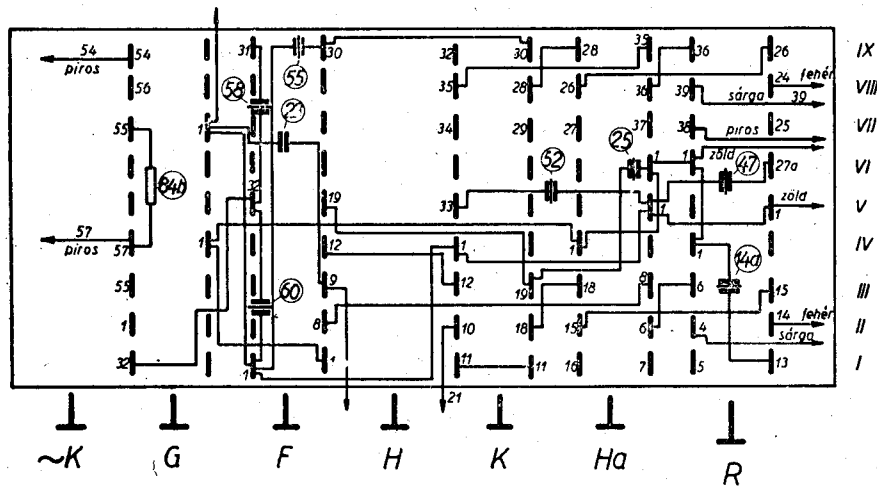 54 54 31 30 32 30 28 35 36 26 IX
piros 55
56 58 35 28 26 36 39 24 fehér VIII
sárga 39
55 1 34 29 27 37 38 piros 25 VII
zöld
84b 32 52 25 1 1 47 27a VI
19 33 1 1 zöld V
57 57 1 12 1 1 1 IV
piros 14a
55 60 9 12 19 18 8 6 15 III
1 8 10 18 15 6 4 14 fehér II
sárga
32 1 1 11 11 16 7 5 13 I
21
~K G F H K Ha R